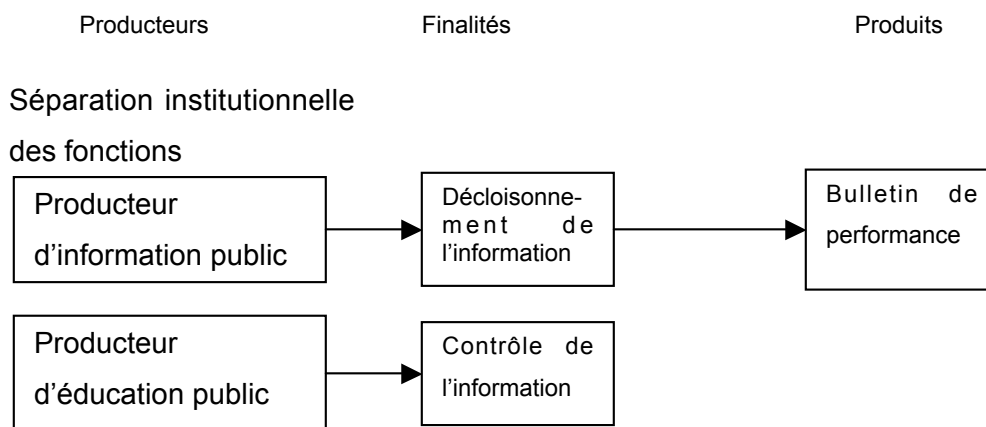 Producteurs Finalités Produits
Séparation institutionnelle
des fonctions
Producteur
d’information public
Décloisonne-
ment de
l’information
Bulletin de
performance
Producteur
d’éducation public
Contrôle de
l’information